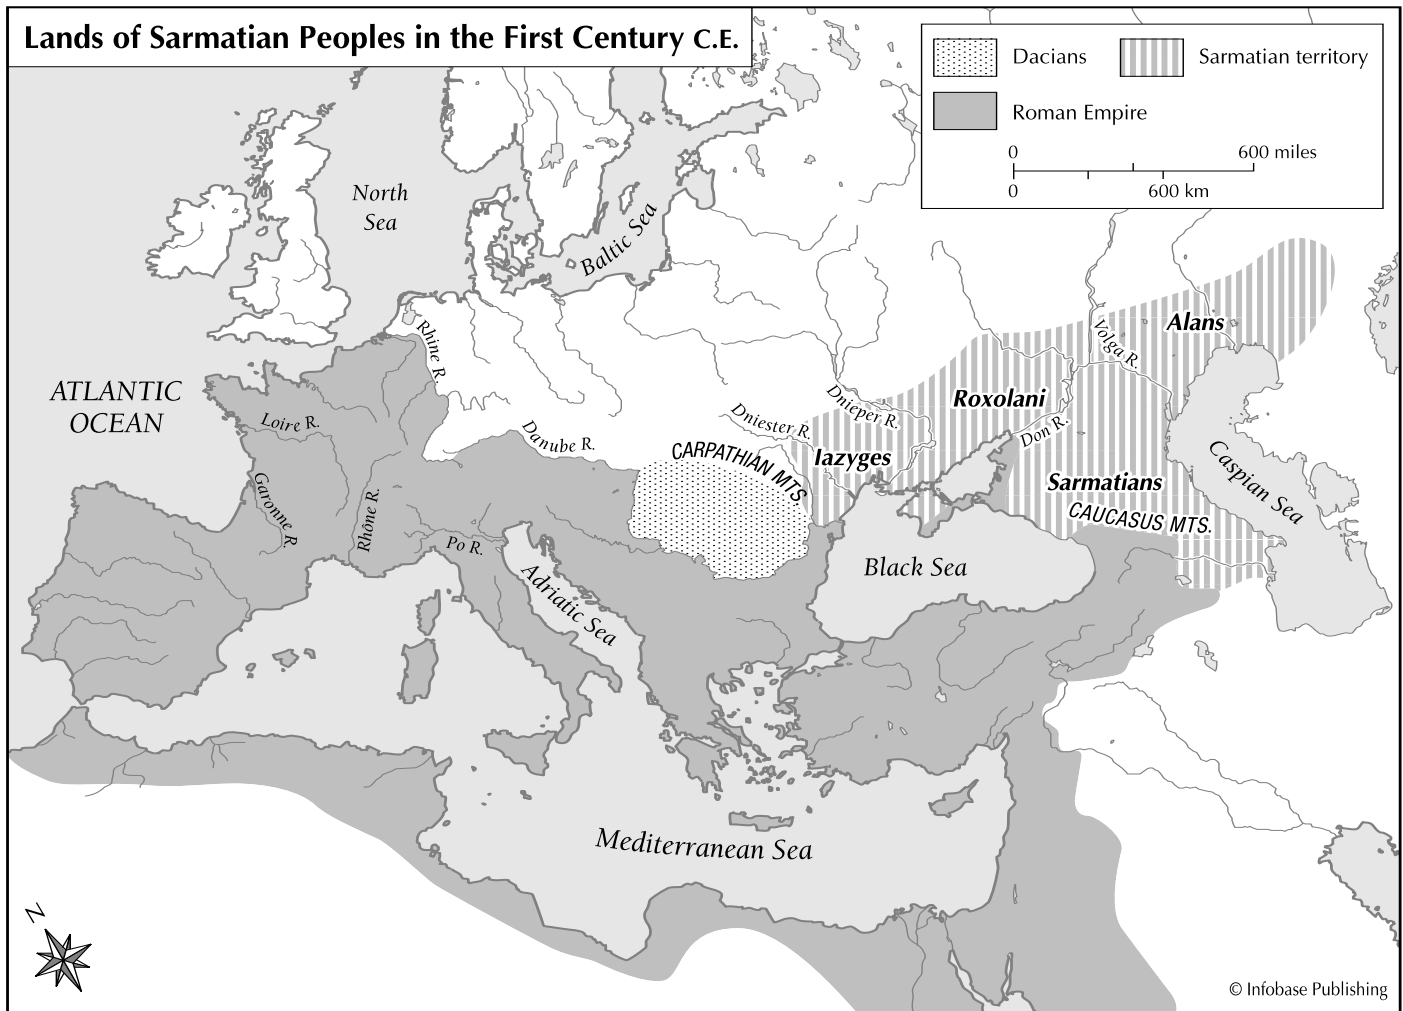 Lands of Sarmatian Peoples in the First Century C.E.
Dacians
Sarmatian territory
Roman Empire
0
600 miles
0
600 km
North
Sea
Baltic Sea
ATLANTIC
OCEAN
Rhine R.
Loire R.
Danube R.
Garonne R.
Rhône R.
Po R.
Adriatic Sea
CARPATHIAN MTS.
Dniester R.
Dnieper R.
Iazyges
Roxolani
Don R.
Volga R.
Alans
Sarmatians
CAUCASUS MTS.
Caspian Sea
Black Sea
Mediterranean Sea
N
© Infobase Publishing